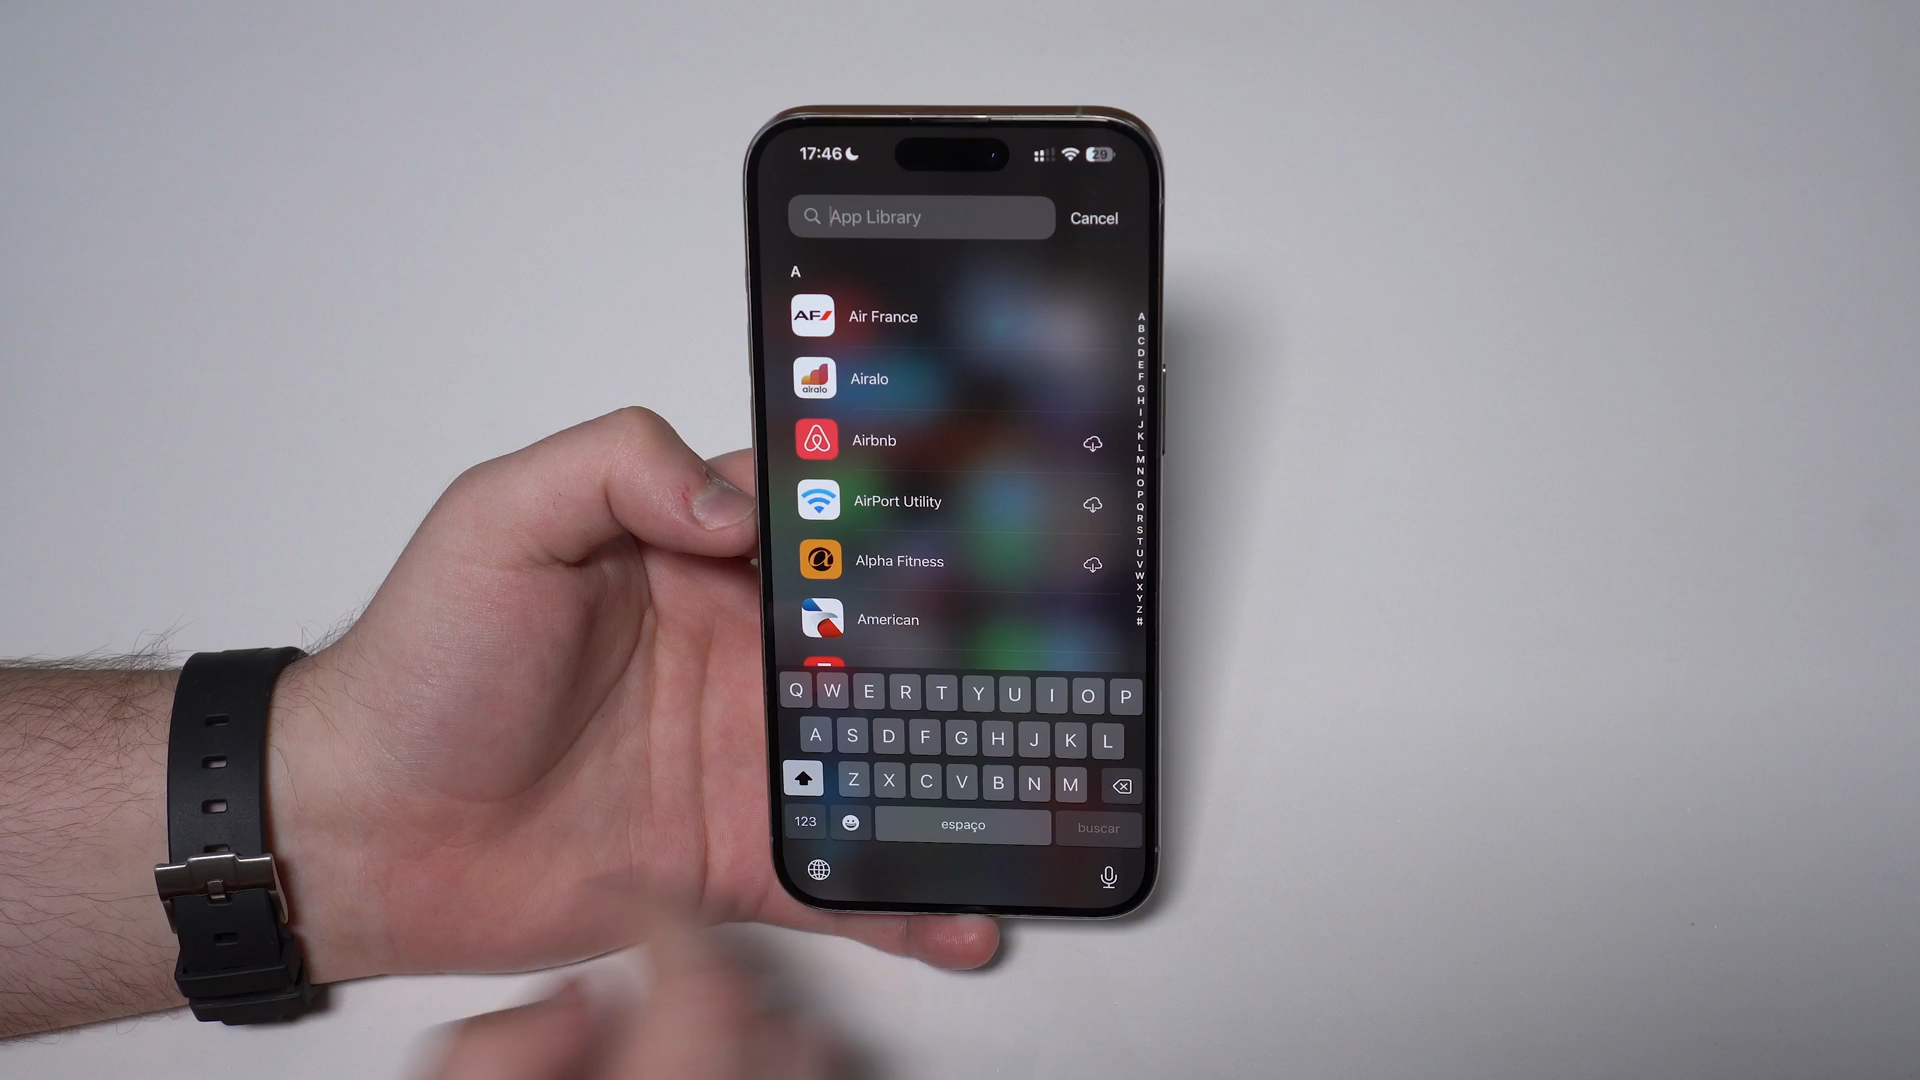 17:46 29
App Library Cancel
A
AF Air France
airalo Airalo
Airbnb
AirPort Utility
a Alpha Fitness
American
A
B
C
D
E
F
G
H
I
J
K
L
M
N
O
P
Q
R
S
T
U
V
W
X
Y
Z
#
Q W E R T Y U I O P
A S D F G H J K L
Z X C V B N M
123 espaço buscar